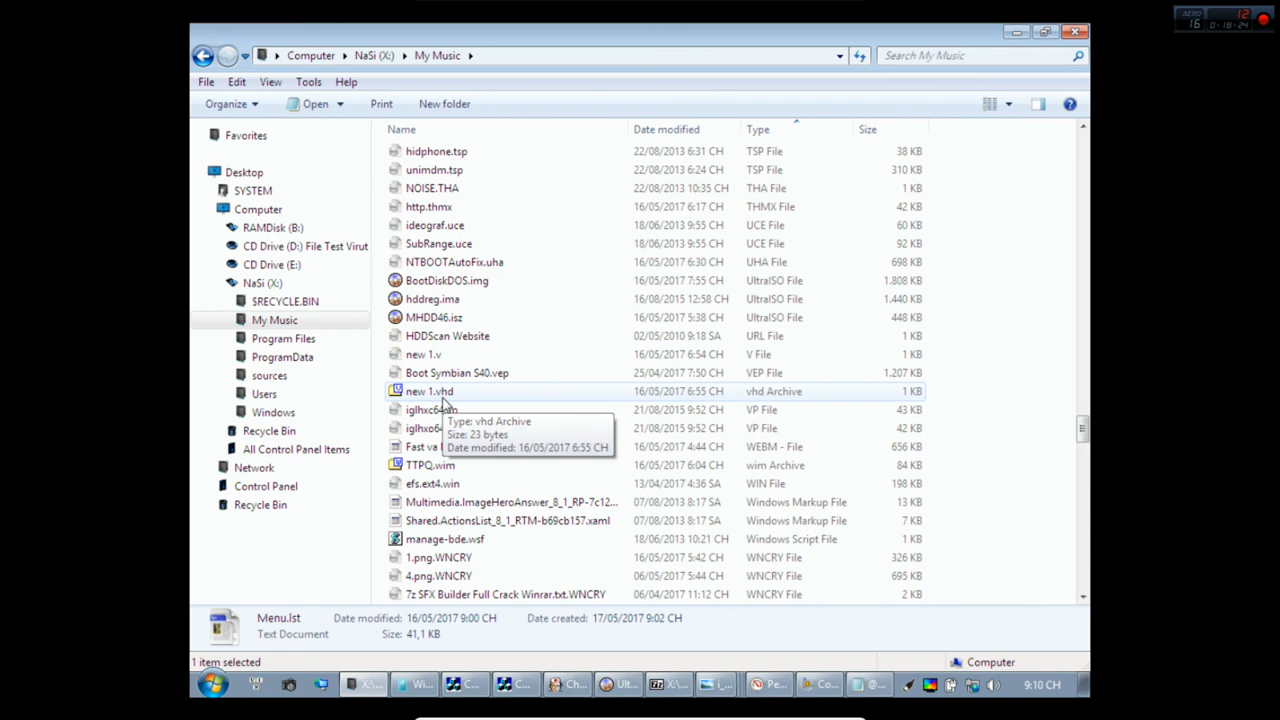 AERO 12
16 0:18:24
Computer NaSi (X:) My Music
Search My Music
File Edit View Tools Help
Organize Open Print New folder
Name Date modified Type Size
Favorites
Desktop
SYSTEM
Computer
RAMDisk (B:)
CD Drive (D:) File Test Virut
CD Drive (E:)
NaSi (X:)
$RECYCLE.BIN
My Music
Program Files
ProgramData
sources
Users
Windows
Recycle Bin
All Control Panel Items
Network
Control Panel
Recycle Bin
hidphone.tsp 22/08/2013 6:31 CH TSP File 38 KB
unimdm.tsp 22/08/2013 6:24 CH TSP File 310 KB
NOISE.THA 22/08/2013 10:35 CH THA File 1 KB
http.thmx 16/05/2017 6:17 CH THMX File 42 KB
ideograf.uce 18/06/2013 9:55 CH UCE File 60 KB
SubRange.uce 18/06/2013 9:55 CH UCE File 92 KB
NTBOOTAutoFix.uha 16/05/2017 6:30 CH UHA File 698 KB
BootDiskDOS.img 16/05/2017 7:55 CH UltraISO File 1.808 KB
hddreg.ima 16/08/2015 12:58 CH UltraISO File 1.440 KB
MHDD46.isz 16/05/2017 5:38 CH UltraISO File 448 KB
HDDScan Website 02/05/2010 9:18 SA URL File 1 KB
new 1.v 16/05/2017 6:54 CH V File 1 KB
Boot Symbian S40.vep 25/04/2017 7:50 CH VEP File 1.207 KB
new 1.vhd 16/05/2017 6:55 CH vhd Archive 1 KB
21/08/2015 9:52 CH VP File 43 KB
21/08/2015 9:52 CH VP File 42 KB
Fast va 16/05/2017 4:44 CH WEBM - File 656 KB
Type: vhd Archive
Size: 23 bytes
Date modified: 16/05/2017 6:55 CH
TTPQ.wim 16/05/2017 6:04 CH wim Archive 84 KB
efs.ext4.win 13/04/2017 4:36 SA WIN File 198 KB
Multimedia.ImageHeroAnswer_8_1_RP-7c12... 07/08/2013 8:17 SA Windows Markup File 13 KB
Shared.ActionsList_8_1_RTM-b69cb157.xaml 07/08/2013 8:17 SA Windows Markup File 7 KB
manage-bde.wsf 18/06/2013 10:21 CH Windows Script File 1 KB
1.png.WNCRY 16/05/2017 5:42 CH WNCRY File 326 KB
4.png.WNCRY 06/05/2017 5:44 CH WNCRY File 695 KB
7z SFX Builder Full Crack Winrar.txt.WNCRY 06/04/2017 11:12 CH WNCRY File 2 KB
Menu.lst Date modified: 16/05/2017 9:00 CH Date created: 17/05/2017 9:02 CH
Text Document Size: 41,1 KB
1 item selected Computer
X:\... Wi... C... C... Ch... Ult... X:\... i_... Pe... Co... @... 9:10 CH